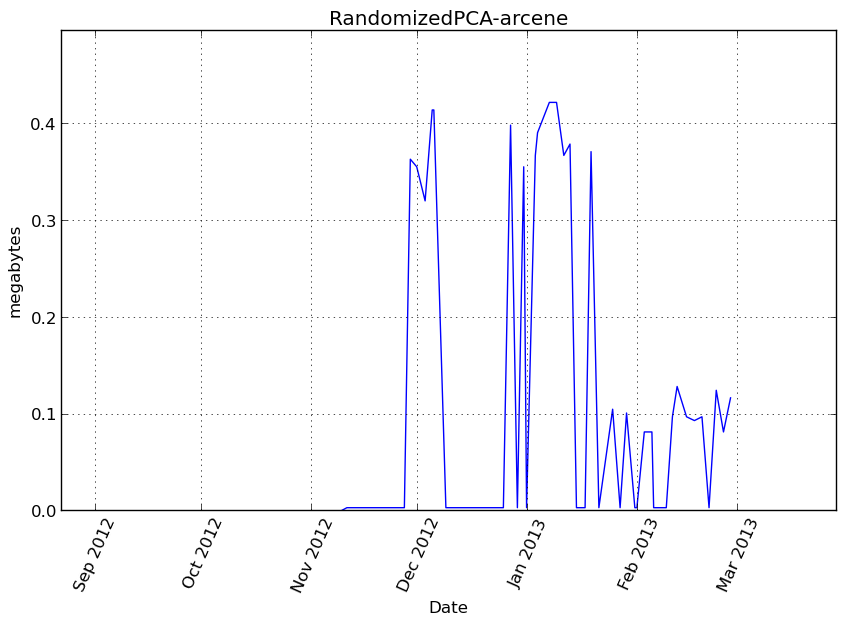 RandomizedPCA-arcene
megabytes
0.4
0.3
0.2
0.1
0.0
Sep 2012
Oct 2012
Nov 2012
Dec 2012
Jan 2013
Feb 2013
Mar 2013
Date